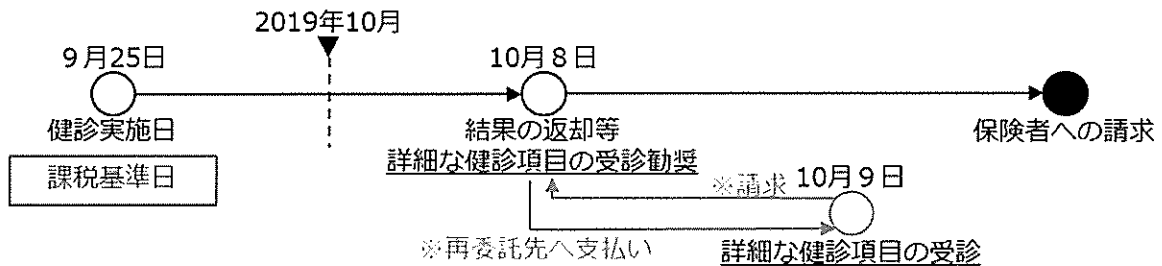 2019年10月
9月25日
10月8日
健診実施日
結果の返却等
保険者への請求
課税基準日
詳細な健診項目の受診勧奨
※請求
10月9日
※再委託先へ支払い
詳細な健診項目の受診